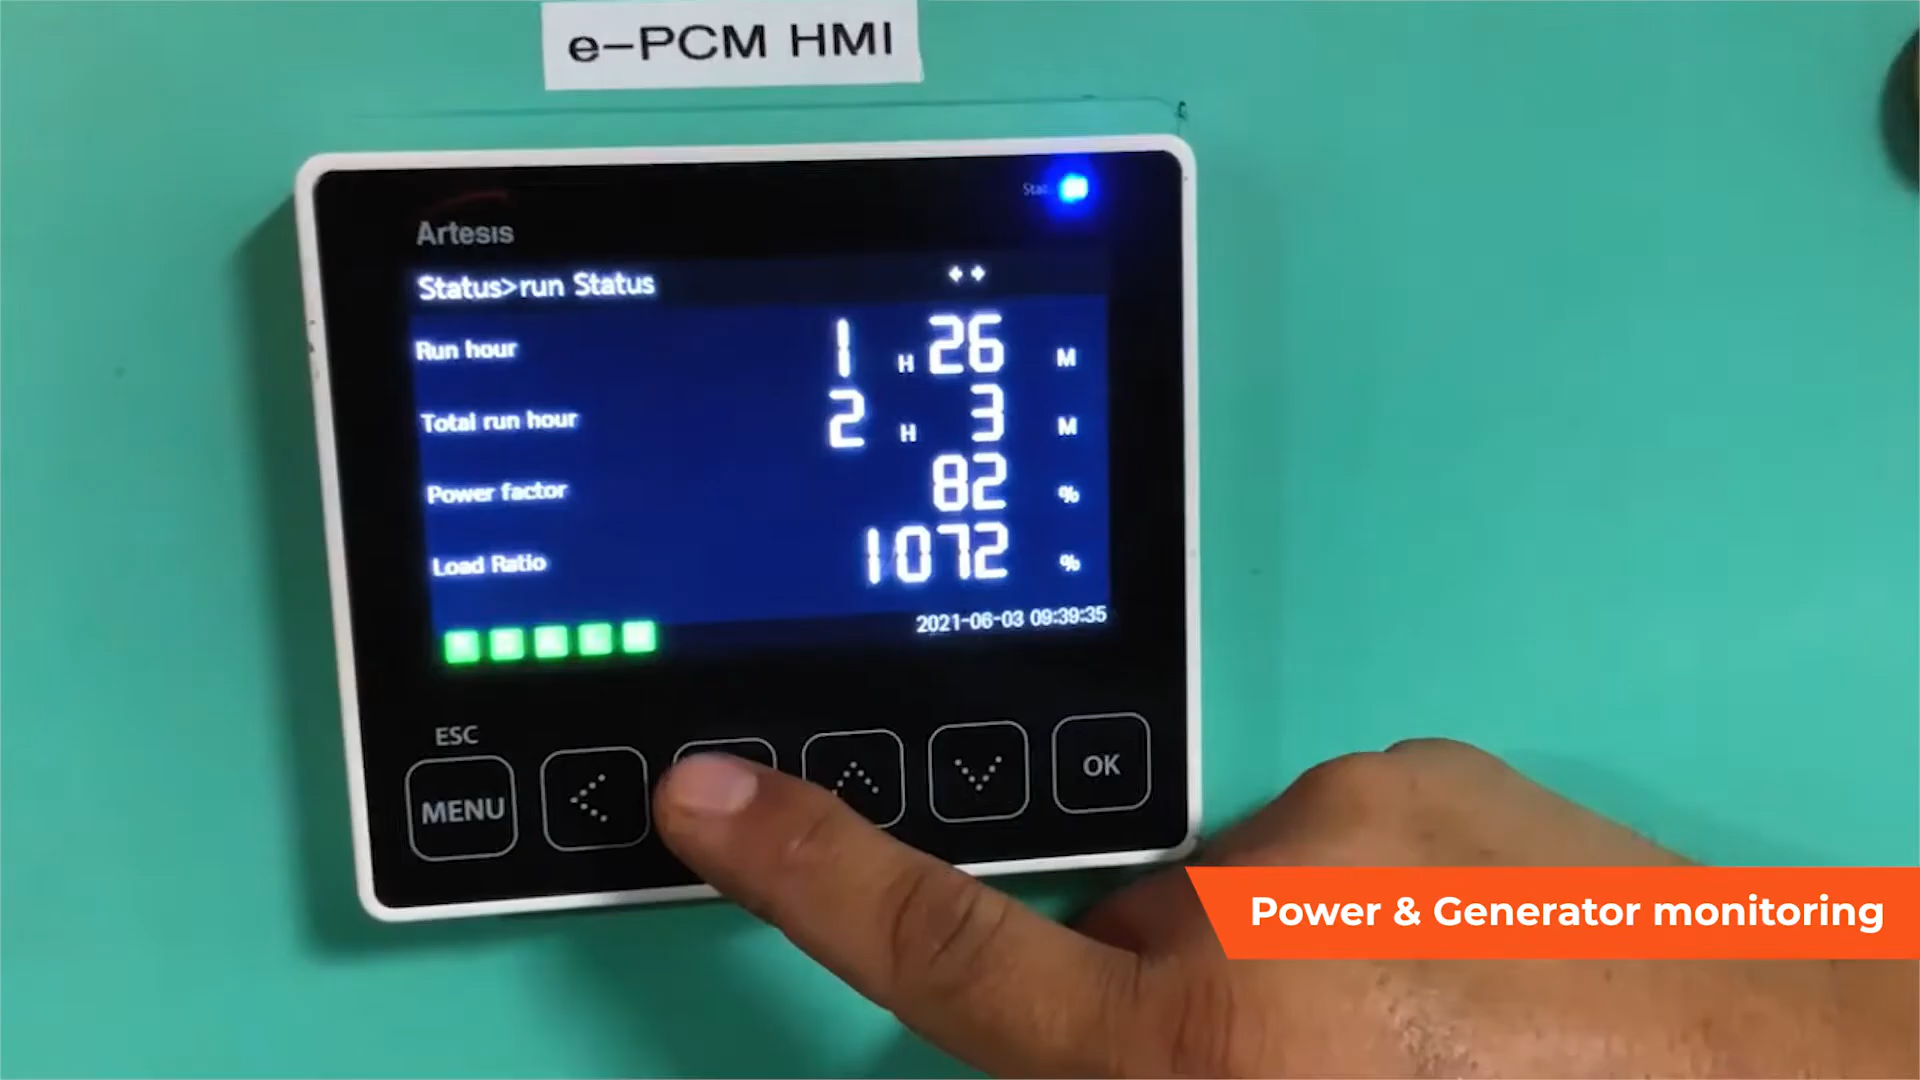 e-PCM HMI
Artesis
Status>run Status
Run hour 1 H 26 M
Total run hour 2 H 3 M
Power factor 82 %
Load Ratio 1072 %
2021-06-03 09:39:35
ESC
MENU
OK
Power & Generator monitoring